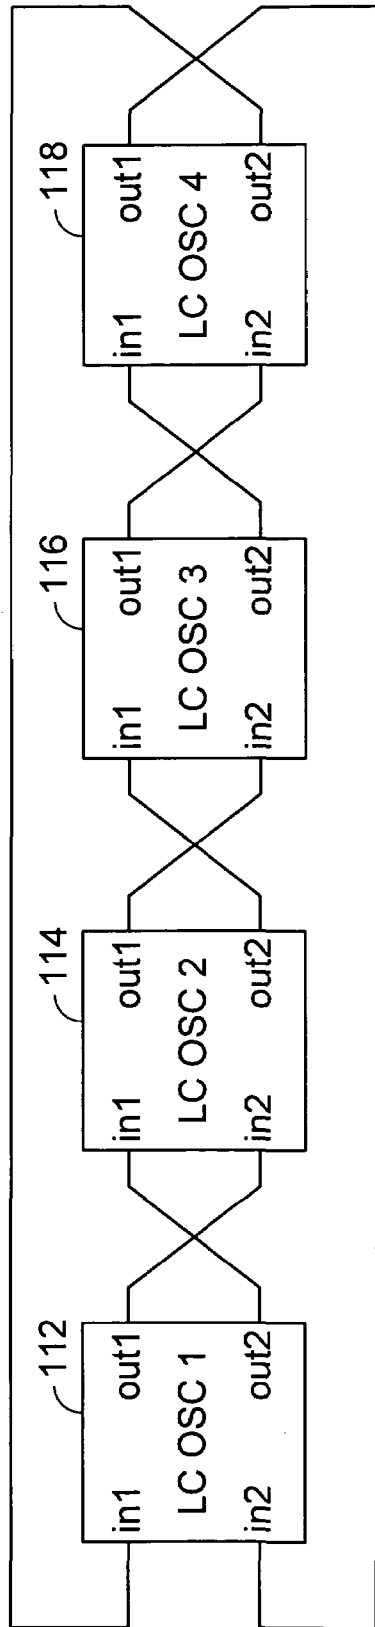 112
in1 out1
LC OSC 1
in2 out2
114
in1 out1
LC OSC 2
in2 out2
116
in1 out1
LC OSC 3
in2 out2
118
in1 out1
LC OSC 4
in2 out2